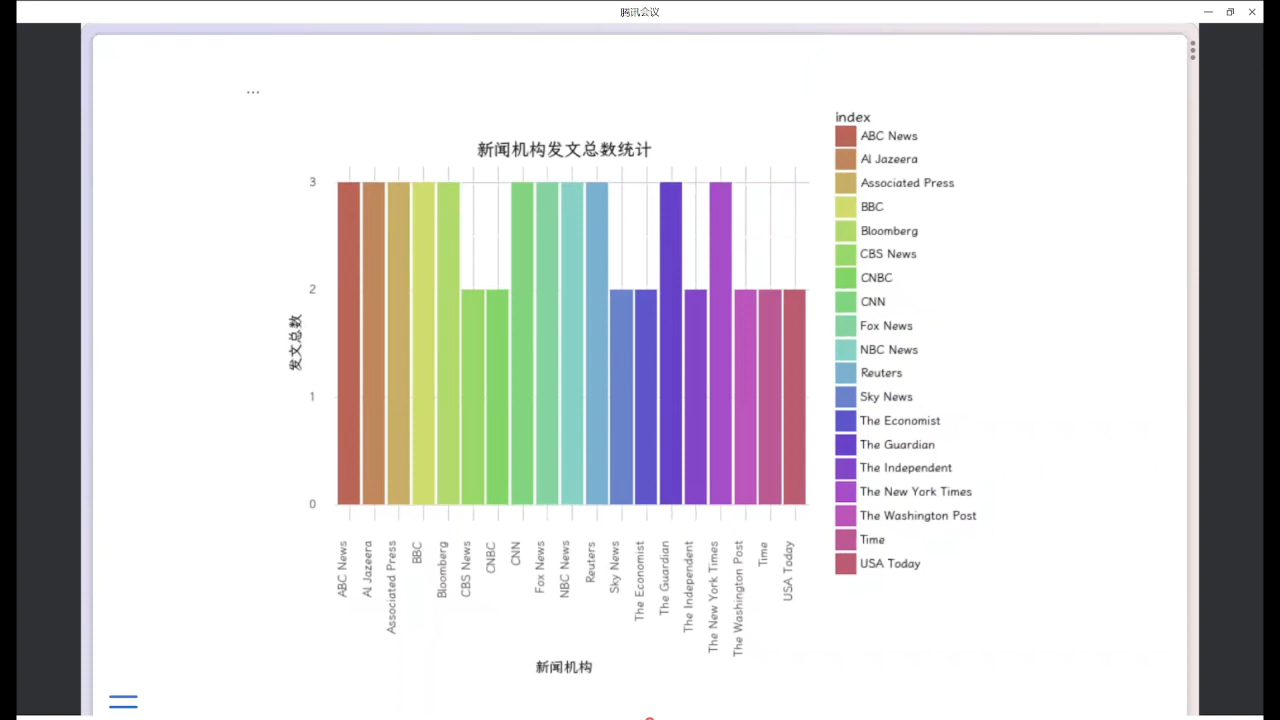 腾讯会议
...
新闻机构发文总数统计
3
2
1
0
发文总数
ABC News
Al Jazeera
Associated Press
BBC
Bloomberg
CBS News
CNBC
CNN
Fox News
NBC News
Reuters
Sky News
The Economist
The Guardian
The Independent
The New York Times
The Washington Post
Time
USA Today
新闻机构
index
ABC News
Al Jazeera
Associated Press
BBC
Bloomberg
CBS News
CNBC
CNN
Fox News
NBC News
Reuters
Sky News
The Economist
The Guardian
The Independent
The New York Times
The Washington Post
Time
USA Today